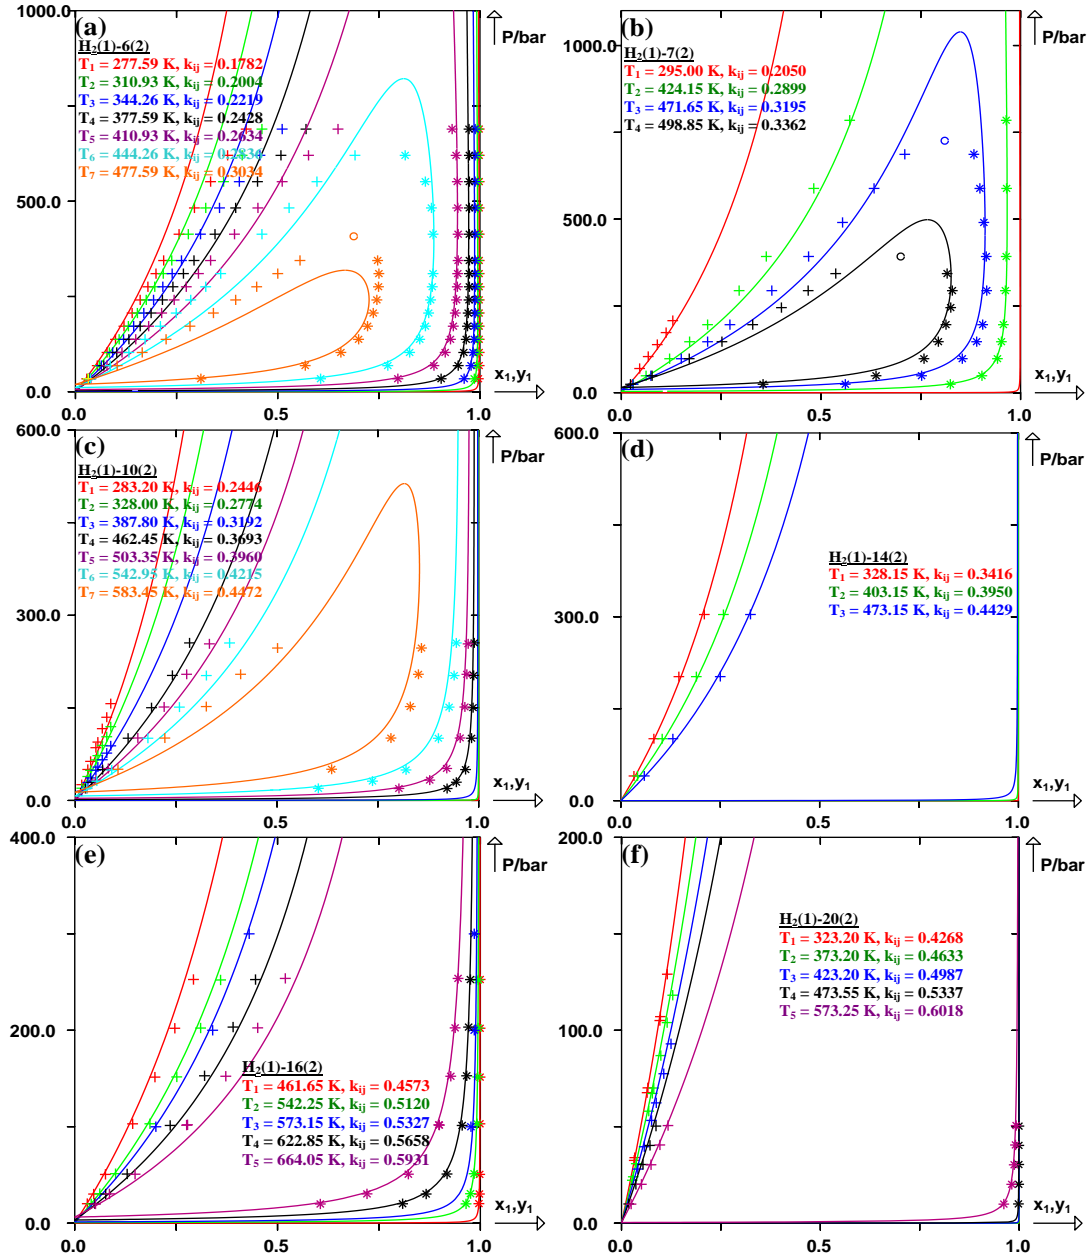 (a)
P/bar
H₂(1)-6(2)
T₁ = 277.59 K, kᵢⱼ = 0.1782
T₂ = 310.93 K, kᵢⱼ = 0.2004
T₃ = 344.26 K, kᵢⱼ = 0.2219
T₄ = 377.59 K, kᵢⱼ = 0.2428
T₅ = 410.93 K, kᵢⱼ = 0.2634
T₆ = 444.26 K, kᵢⱼ = 0.2836
T₇ = 477.59 K, kᵢⱼ = 0.3034
1000.0
500.0
0.0
0.0
0.5
1.0
x₁,y₁
(b)
P/bar
H₂(1)-7(2)
T₁ = 295.00 K, kᵢⱼ = 0.2050
T₂ = 424.15 K, kᵢⱼ = 0.2899
T₃ = 471.65 K, kᵢⱼ = 0.3195
T₄ = 498.85 K, kᵢⱼ = 0.3362
1000.0
500.0
0.0
0.0
0.5
1.0
x₁,y₁
(c)
P/bar
H₂(1)-10(2)
T₁ = 283.20 K, kᵢⱼ = 0.2446
T₂ = 328.00 K, kᵢⱼ = 0.2774
T₃ = 387.80 K, kᵢⱼ = 0.3192
T₄ = 462.45 K, kᵢⱼ = 0.3693
T₅ = 503.35 K, kᵢⱼ = 0.3960
T₆ = 542.95 K, kᵢⱼ = 0.4215
T₇ = 583.45 K, kᵢⱼ = 0.4472
600.0
300.0
0.0
0.0
0.5
1.0
x₁,y₁
(d)
P/bar
H₂(1)-14(2)
T₁ = 328.15 K, kᵢⱼ = 0.3416
T₂ = 403.15 K, kᵢⱼ = 0.3950
T₃ = 473.15 K, kᵢⱼ = 0.4429
600.0
300.0
0.0
0.0
0.5
1.0
x₁,y₁
(e)
P/bar
H₂(1)-16(2)
T₁ = 461.65 K, kᵢⱼ = 0.4573
T₂ = 542.25 K, kᵢⱼ = 0.5120
T₃ = 573.15 K, kᵢⱼ = 0.5327
T₄ = 622.85 K, kᵢⱼ = 0.5658
T₅ = 664.05 K, kᵢⱼ = 0.5931
400.0
200.0
0.0
0.0
0.5
1.0
x₁,y₁
(f)
P/bar
H₂(1)-20(2)
T₁ = 323.20 K, kᵢⱼ = 0.4268
T₂ = 373.20 K, kᵢⱼ = 0.4633
T₃ = 423.20 K, kᵢⱼ = 0.4987
T₄ = 473.55 K, kᵢⱼ = 0.5337
T₅ = 573.25 K, kᵢⱼ = 0.6018
200.0
100.0
0.0
0.0
0.5
1.0
x₁,y₁